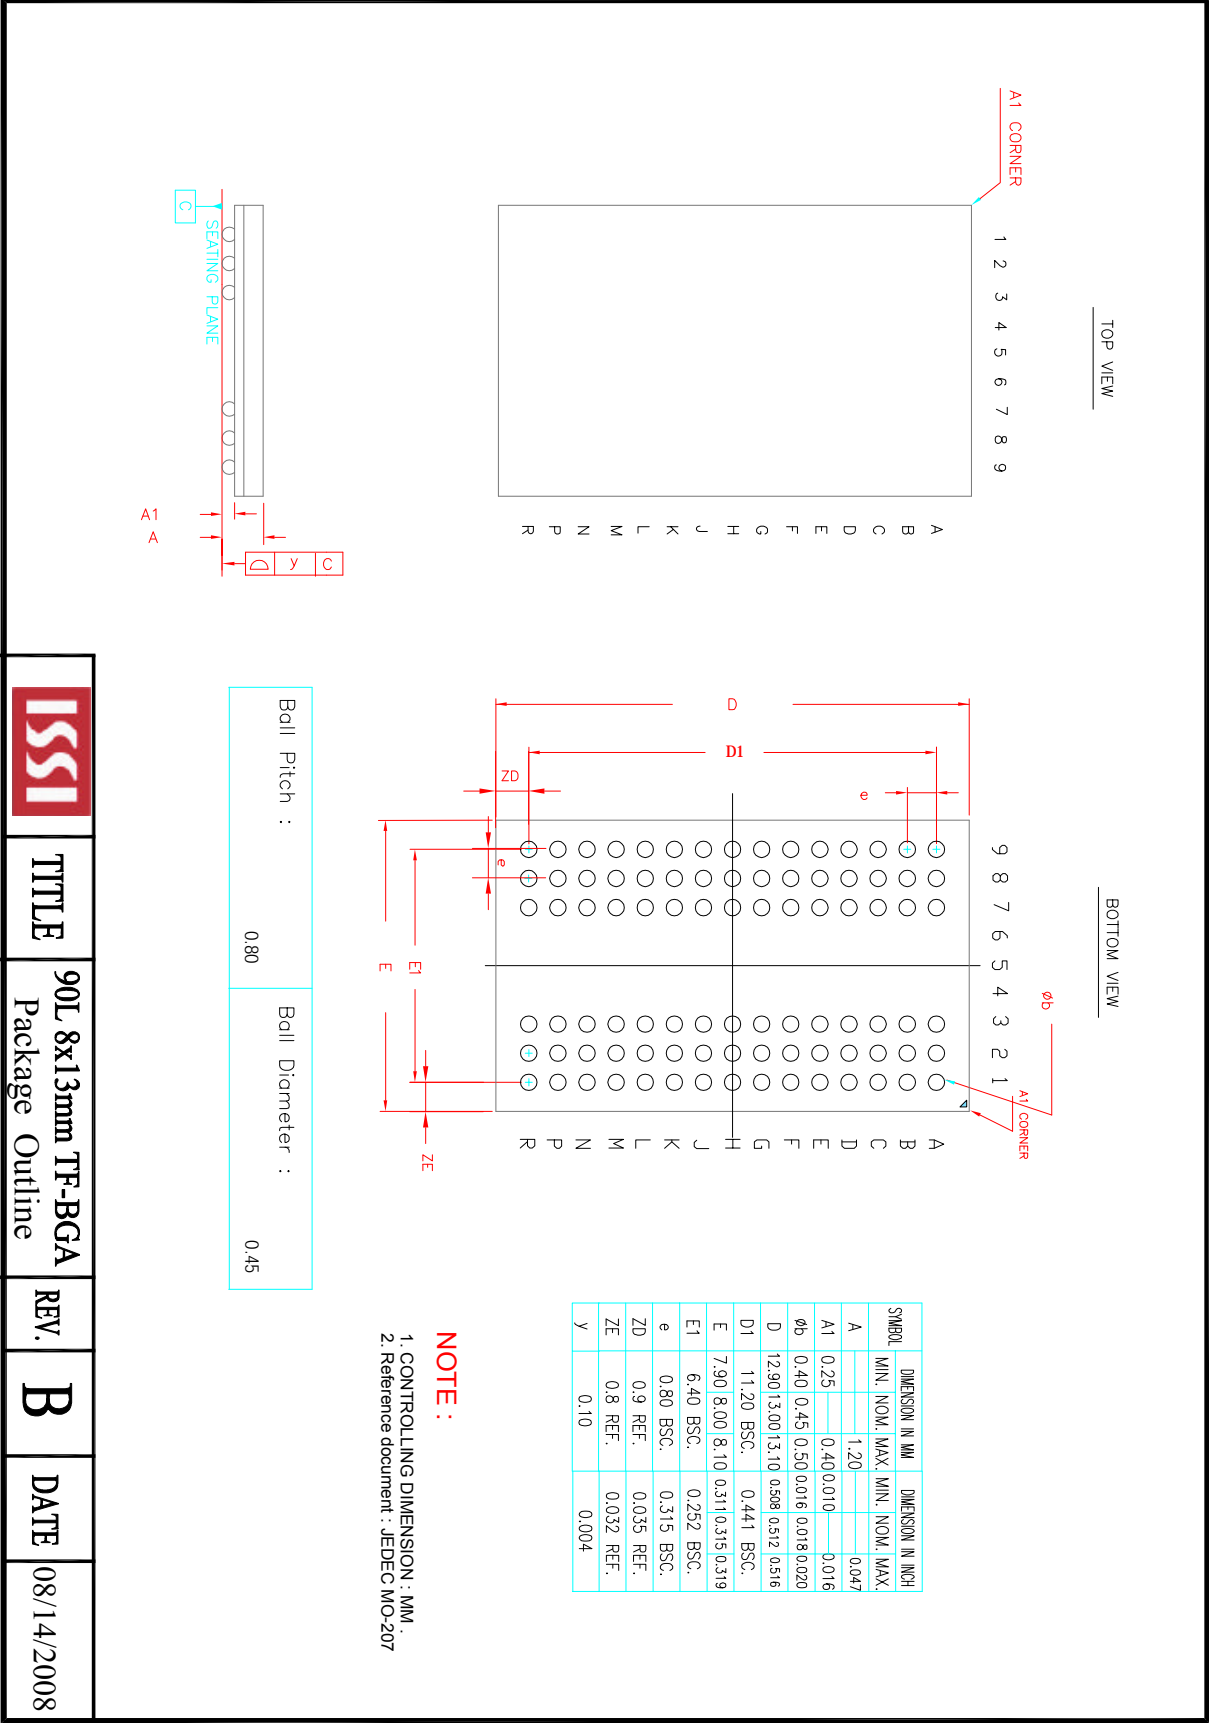 TOP VIEW
A1 CORNER
1 2 3 4 5 6 7 8 9
A
B
C
D
E
F
G
H
J
K
L
M
N
P
R
C
SEATING PLANE
A1
A
y C
BOTTOM VIEW
øb
A1 CORNER
9 8 7 6 5 4 3 2 1
A
B
C
D
E
F
G
H
J
K
L
M
N
P
R
D
D1
e
ZD
e
E1
E
ZE
SYMBOL DIMENSION IN MM DIMENSION IN INCH
MIN. NOM. MAX. MIN. NOM. MAX.
A 1.20 0.047
A1 0.25 0.40 0.010 0.016
øb 0.40 0.45 0.50 0.016 0.018 0.020
D 12.90 13.00 13.10 0.508 0.512 0.516
D1 11.20 BSC. 0.441 BSC.
E 7.90 8.00 8.10 0.311 0.315 0.319
E1 6.40 BSC. 0.252 BSC.
e 0.80 BSC. 0.315 BSC.
ZD 0.9 REF. 0.035 REF.
ZE 0.8 REF. 0.032 REF.
y 0.10 0.004
NOTE :
1. CONTROLLING DIMENSION : MM .
2. Reference document : JEDEC MO-207
Ball Pitch : Ball Diameter :
0.80 0.45
ISSI
TITLE
90L 8x13mm TF-BGA
Package Outline
REV.
B
DATE
08/14/2008